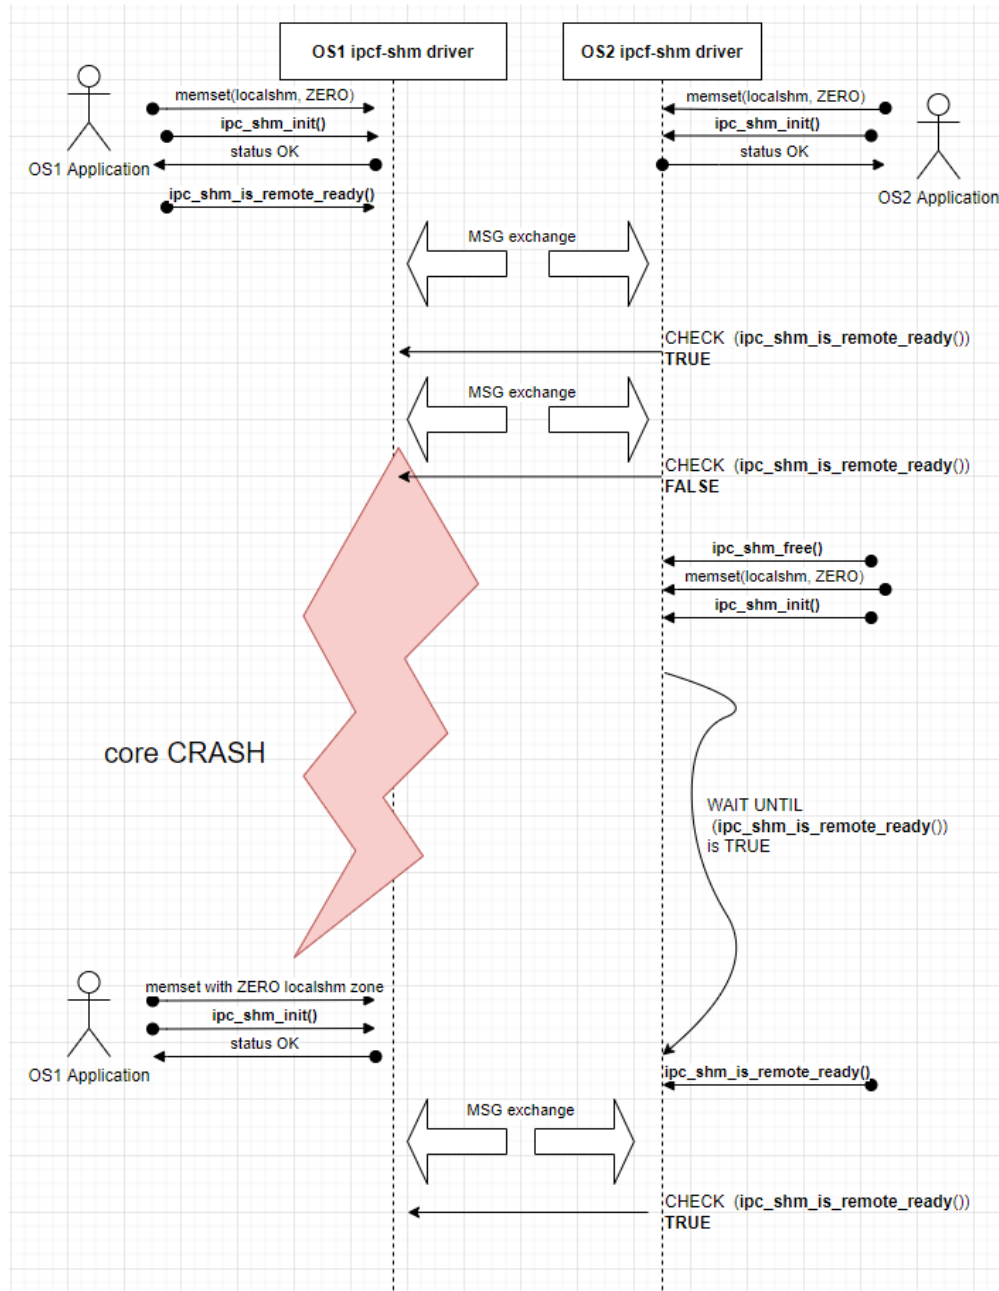 OS1 ipcf-shm driver
OS2 ipcf-shm driver
memset(localshm, ZERO)
memset(localshm, ZERO)
ipc_shm_init()
ipc_shm_init()
status OK
status OK
OS1 Application
OS2 Application
ipc_shm_is_remote_ready()
MSG exchange
CHECK (ipc_shm_is_remote_ready())
TRUE
MSG exchange
CHECK (ipc_shm_is_remote_ready())
FALSE
ipc_shm_free()
memset(localshm, ZERO)
ipc_shm_init()
core CRASH
WAIT UNTIL
(ipc_shm_is_remote_ready())
is TRUE
memset with ZERO localshm zone
ipc_shm_init()
status OK
OS1 Application
ipc_shm_is_remote_ready()
MSG exchange
CHECK (ipc_shm_is_remote_ready())
TRUE